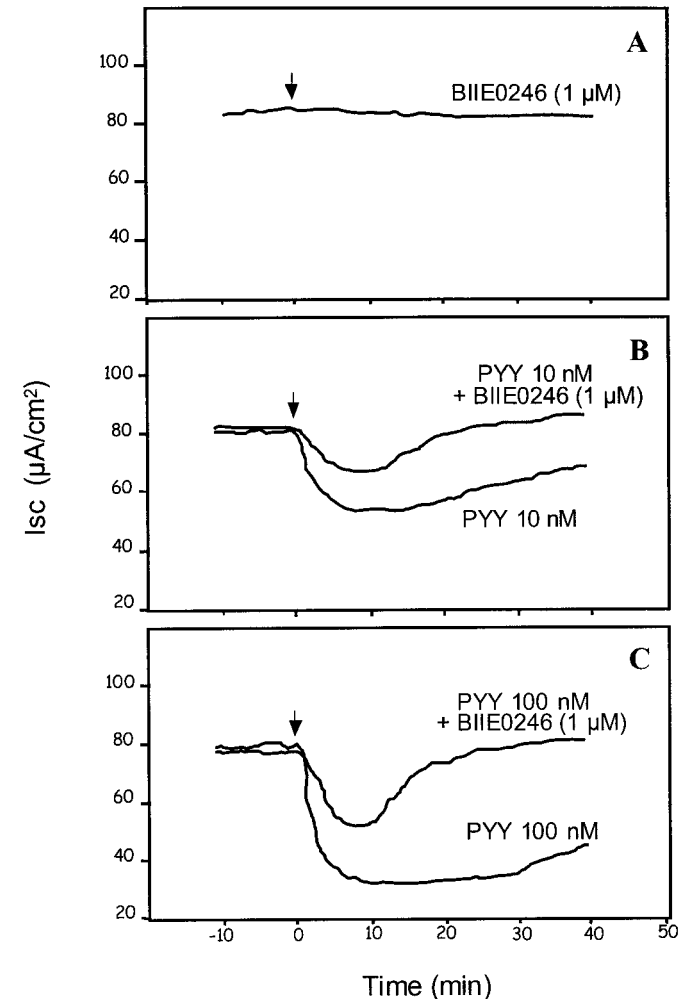 A
BIIE0246 (1 µM)
100
80
60
40
20
B
PYY 10 nM
+ BIIE0246 (1 µM)
PYY 10 nM
100
80
60
40
20
Isc (µA/cm²)
C
PYY 100 nM
+ BIIE0246 (1 µM)
PYY 100 nM
100
80
60
40
20
-10 0 10 20 30 40 50
Time (min)